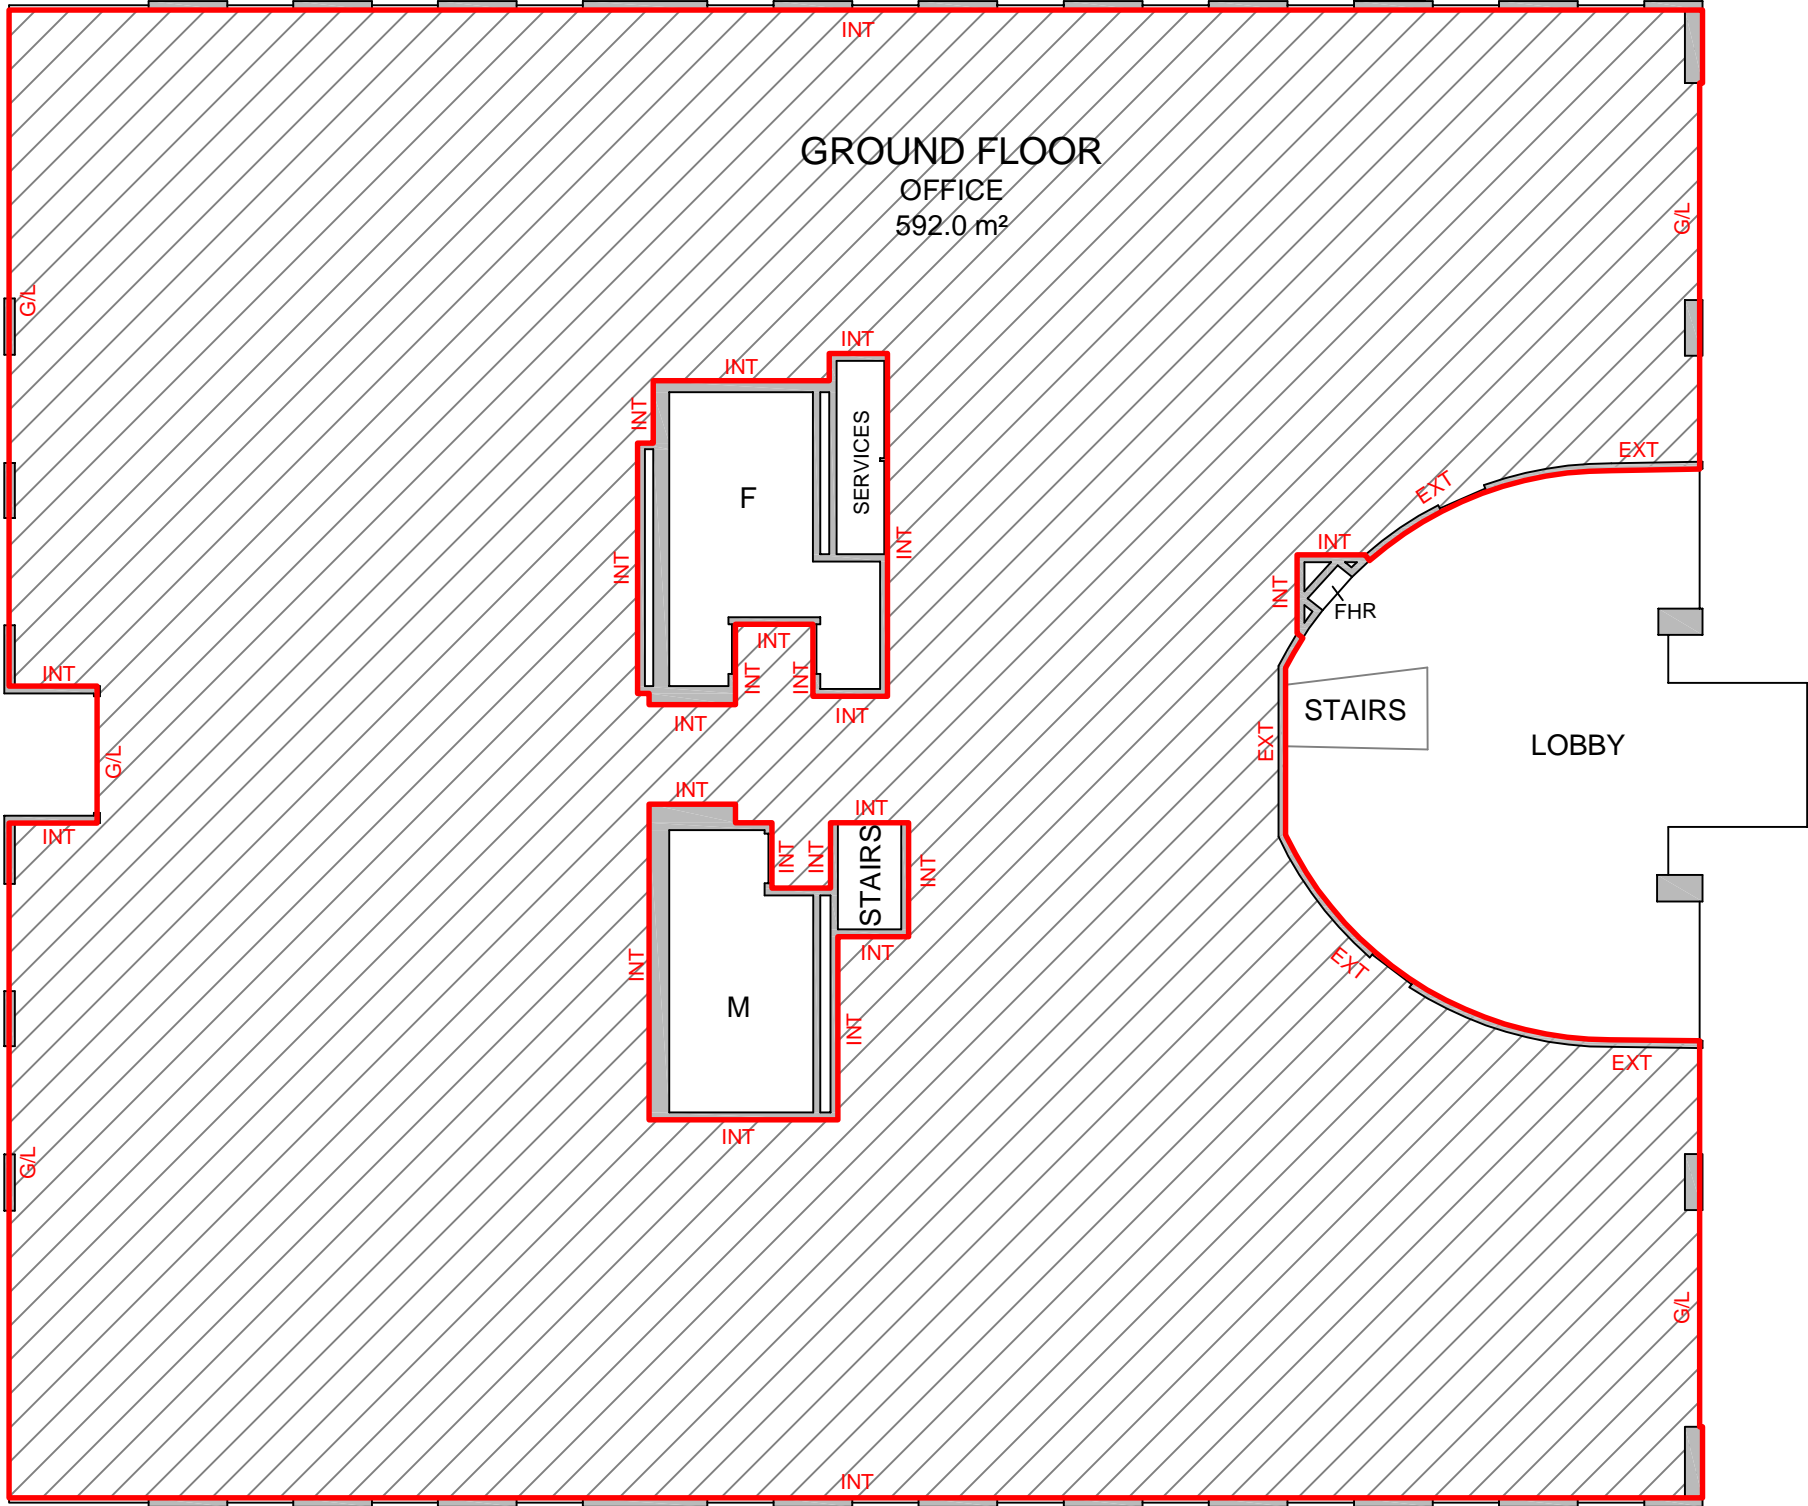 INT
GROUND FLOOR
OFFICE
592.0 m²
G/L
G/L
INT
INT
INT
INT
SERVICES
EXT
EXT
F
INT
INT
INT
INT
FHR
INT
INT
INT
INT
INT
INT
INT
STAIRS
EXT
LOBBY
G/L
INT
INT
INT
INT
INT
STAIRS
INT
INT
INT
EXT
M
INT
EXT
INT
G/L
G/L
INT